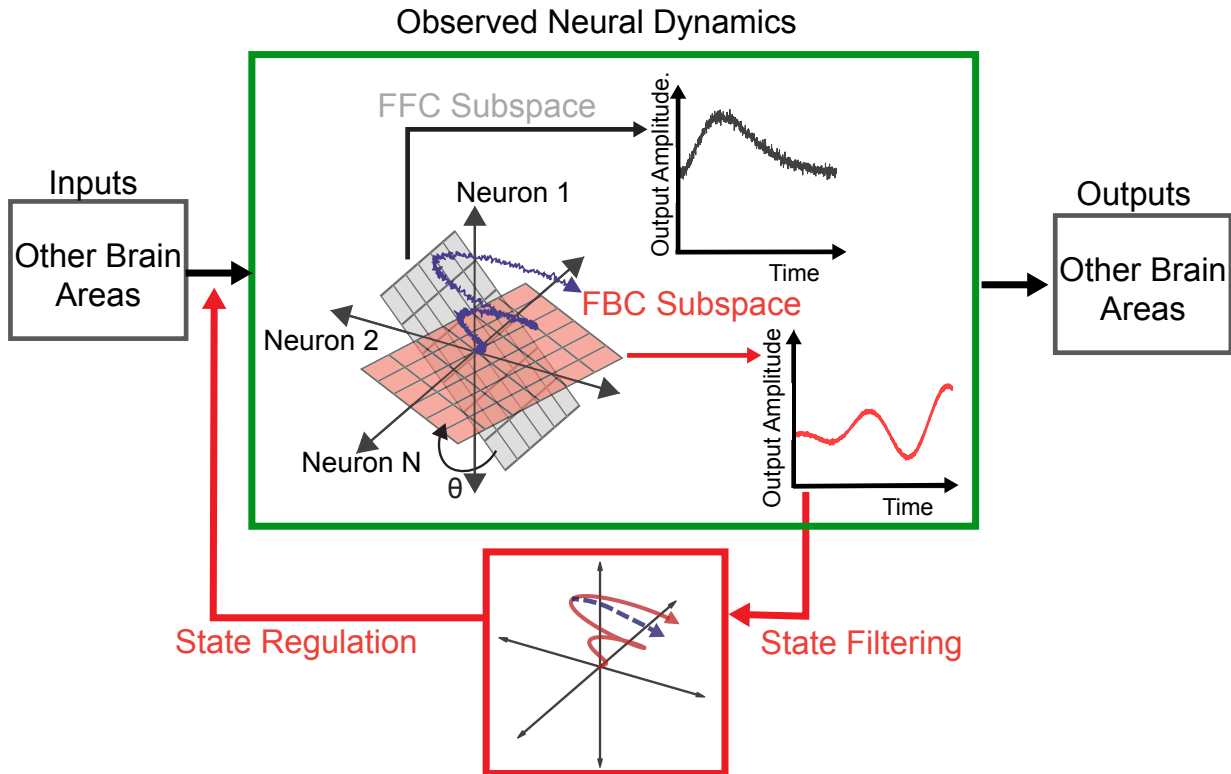 Observed Neural Dynamics
FFC Subspace
Output Amplitude.
Time
Inputs
Other Brain
Areas
Neuron 1
Neuron 2
Neuron N
θ
FBC Subspace
Output Amplitude
Time
Outputs
Other Brain
Areas
State Regulation
State Filtering